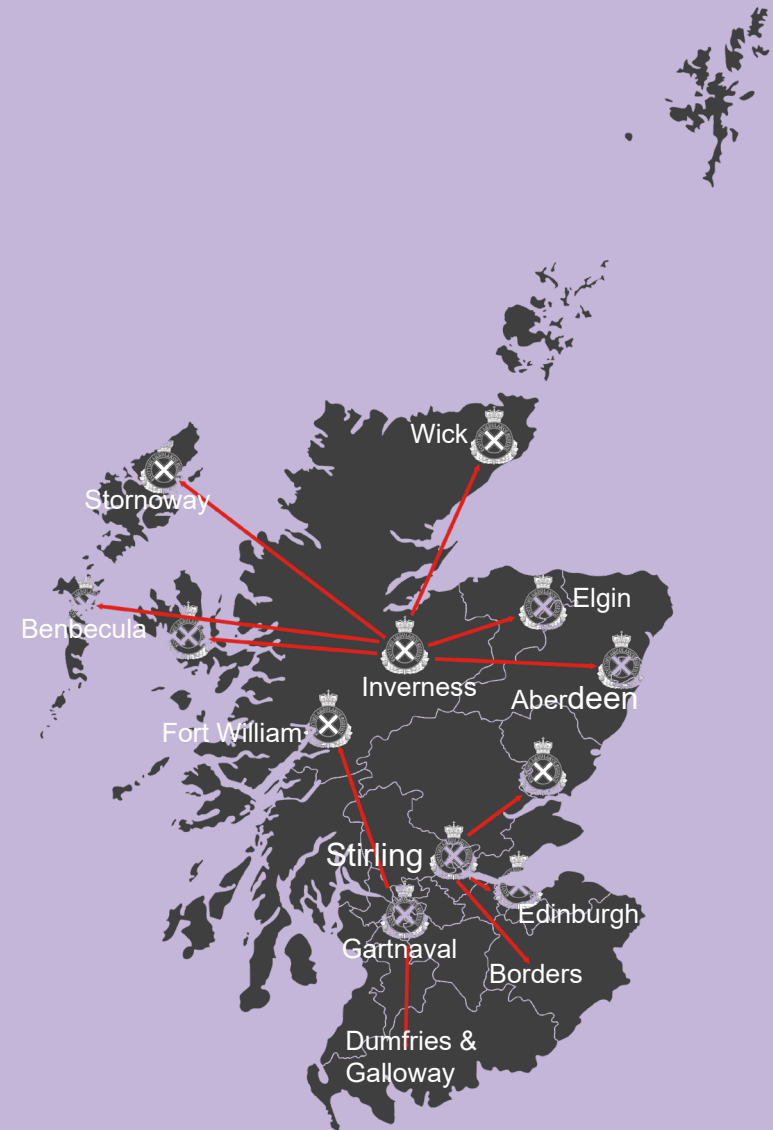 Wick
Stornoway
Elgin
Benbecula
Inverness
Aberdeen
Fort William
Stirling
Edinburgh
Gartnaval
Borders
Dumfries &
Galloway